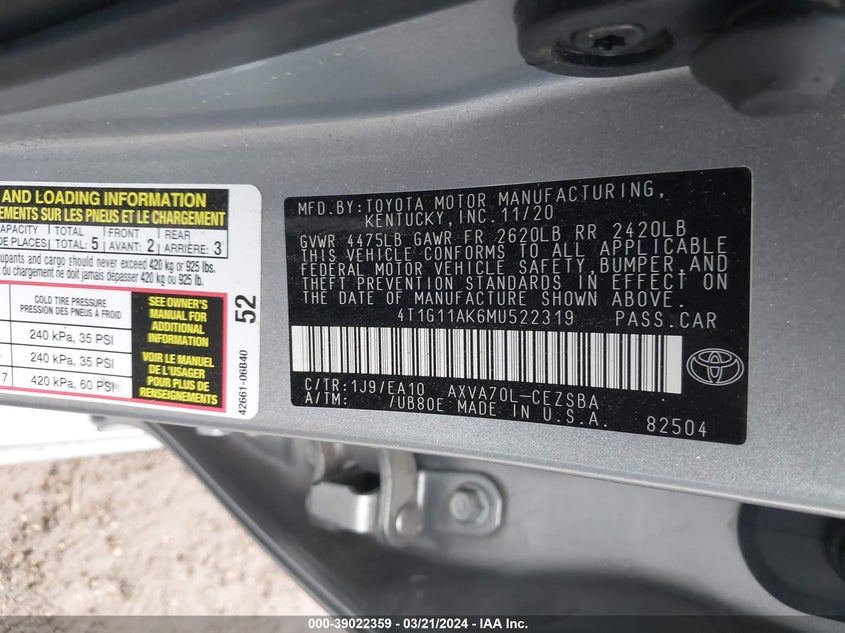 AND LOADING INFORMATION
EMENTS SUR LES PNEUS ET LE CHARGEMENT
CAPACITY TOTAL FRONT REAR
DE PLACES TOTAL: 5 AVANT: 2 ARRIÈRE: 3
upants and cargo should never exceed 420 kg or 925 lbs.
du chargement ne doit jamais dépasser 420 kg ou 925 lb.
COLD TIRE PRESSURE
PRESSION DES PNEUS À FROID
240 kPa, 35 PSI
240 kPa, 35 PSI
7 420 kPa, 60 PSI
SEE OWNER'S
MANUAL FOR
ADDITIONAL
INFORMATION
VOIR LE MANUEL
DE L'USAGER
POUR PLUS DE
RENSEIGNEMENTS
52
42661-06B40
MFD.BY:TOYOTA MOTOR MANUFACTURING,
KENTUCKY, INC.11/20
GVWR 4475LB GAWR FR 2620LB RR 2420LB
THIS VEHICLE CONFORMS TO ALL APPLICABLE
FEDERAL MOTOR VEHICLE SAFETY,BUMPER,AND
THEFT PREVENTION STANDARDS IN EFFECT ON
THE DATE OF MANUFACTURE SHOWN ABOVE.
4T1G11AK6MU522319 PASS.CAR
C/TR:1J9/EA10 AXVA70L-CEZSBA
A/TM: /UB80E MADE IN U.S.A.
82504
000-39022359 - 03/21/2024 - IAA Inc.